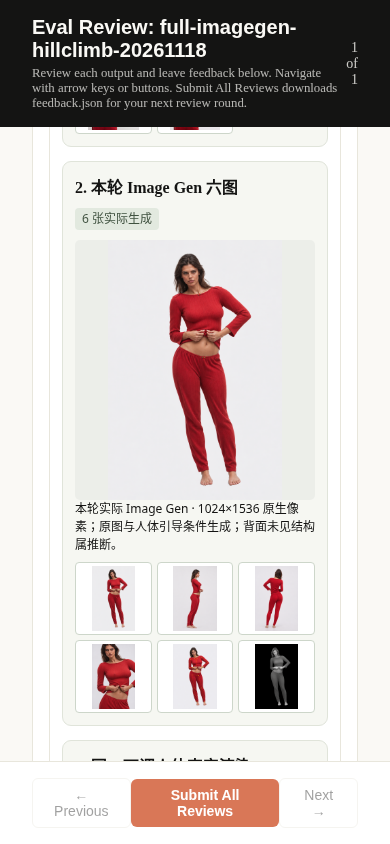 Eval Review: full-imagegen-
hillclimb-20261118
Review each output and leave feedback below. Navigate
with arrow keys or buttons. Submit All Reviews downloads
feedback.json for your next review round.
1
of
1
2. 本轮 Image Gen 六图
6 张实际生成
本轮实际 Image Gen · 1024×1536 原生像
素；原图与人体引导条件生成；背面未见结构
属推断。
←
Previous
Submit All
Reviews
Next
→